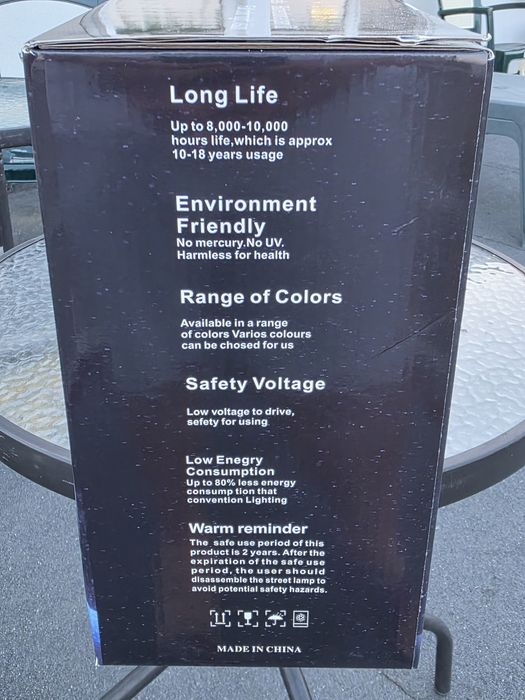 Long Life
Up to 8,000-10,000
hours life,which is approx
10-18 years usage
Environment
Friendly
No mercury.No UV.
Harmless for health
Range of Colors
Available in a range
of colors Varios colours
can be chosed for us
Safety Voltage
Low voltage to drive,
sefety for using
Low Enegry
Consumption
Up to 80% less energy
consump tion that
convention Lighting
Warm reminder
The safe use period of this
product is 2 years. After the
expiration of the safe use
period, the user should
disassemble the street lamp to
avoid potential safety hazards.
MADE IN CHINA